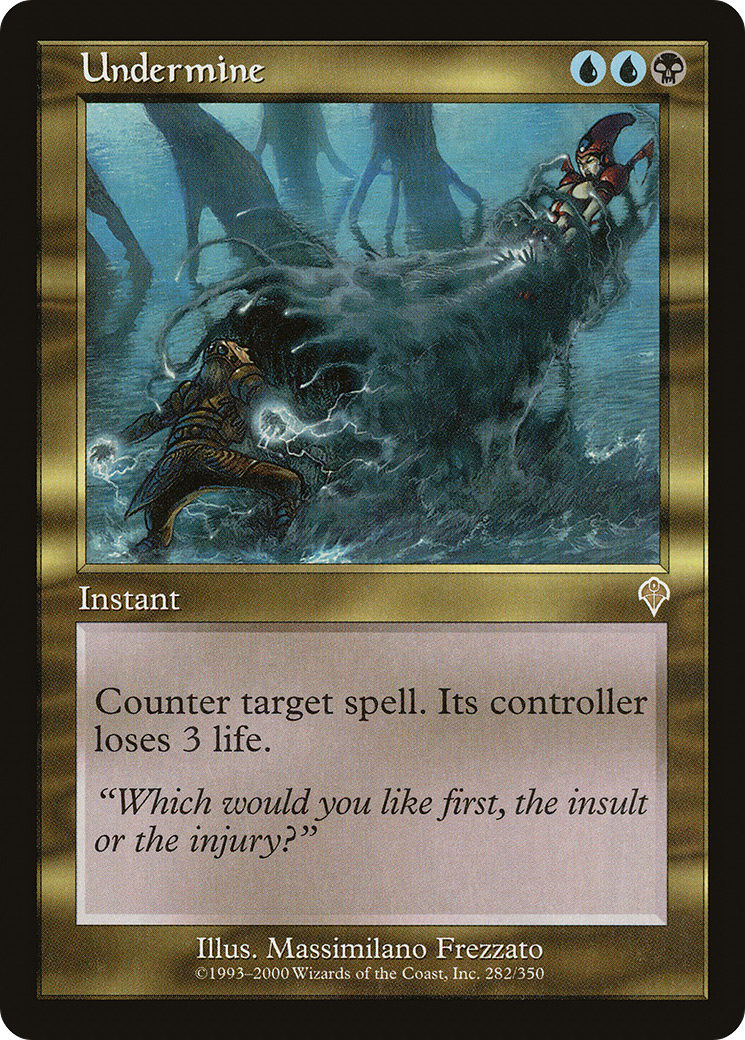 Undermine
Instant
Counter target spell. Its controller
loses 3 life.
“Which would you like first, the insult
or the injury?”
Illus. Massimilano Frezzato
©1993–2000 Wizards of the Coast, Inc. 282/350